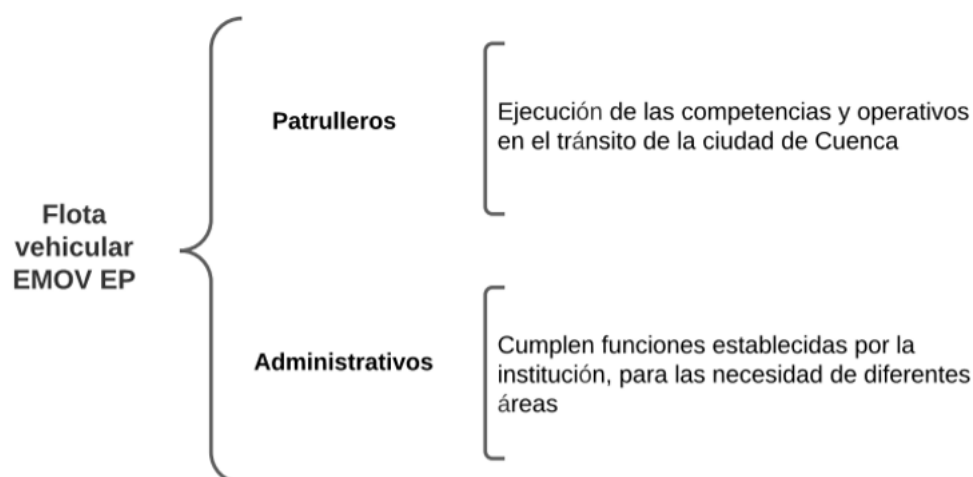 Patrulleros
Ejecución de las competencias y operativos
en el tránsito de la ciudad de Cuenca
Flota
vehicular
EMOV EP
Administrativos
Cumplen funciones establecidas por la
institución, para las necesidad de diferentes
áreas